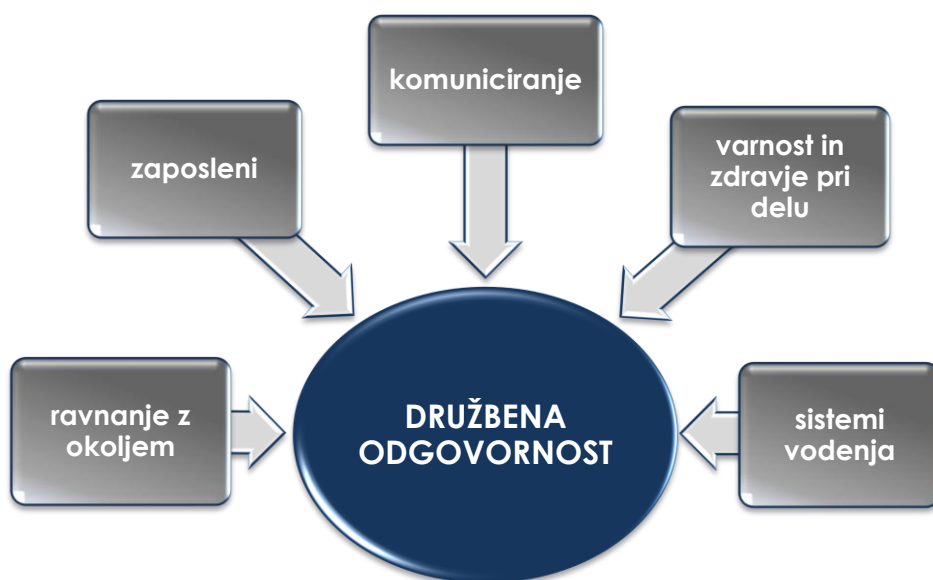 komuniciranje
zaposleni
varnost in
zdravje pri
delu
ravnanje z
okoljem
DRUŽBENA
ODGOVORNOST
sistemi
vodenja